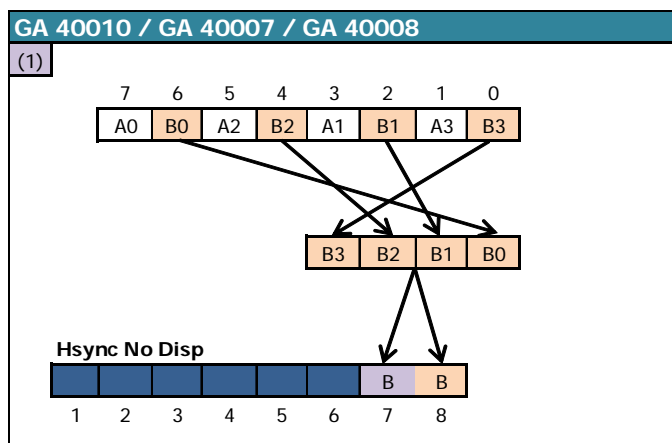 GA 40010 / GA 40007 / GA 40008
(1)
7 6 5 4 3 2 1 0
A0 B0 A2 B2 A1 B1 A3 B3
B3 B2 B1 B0
Hsync No Disp
B B
1 2 3 4 5 6 7 8